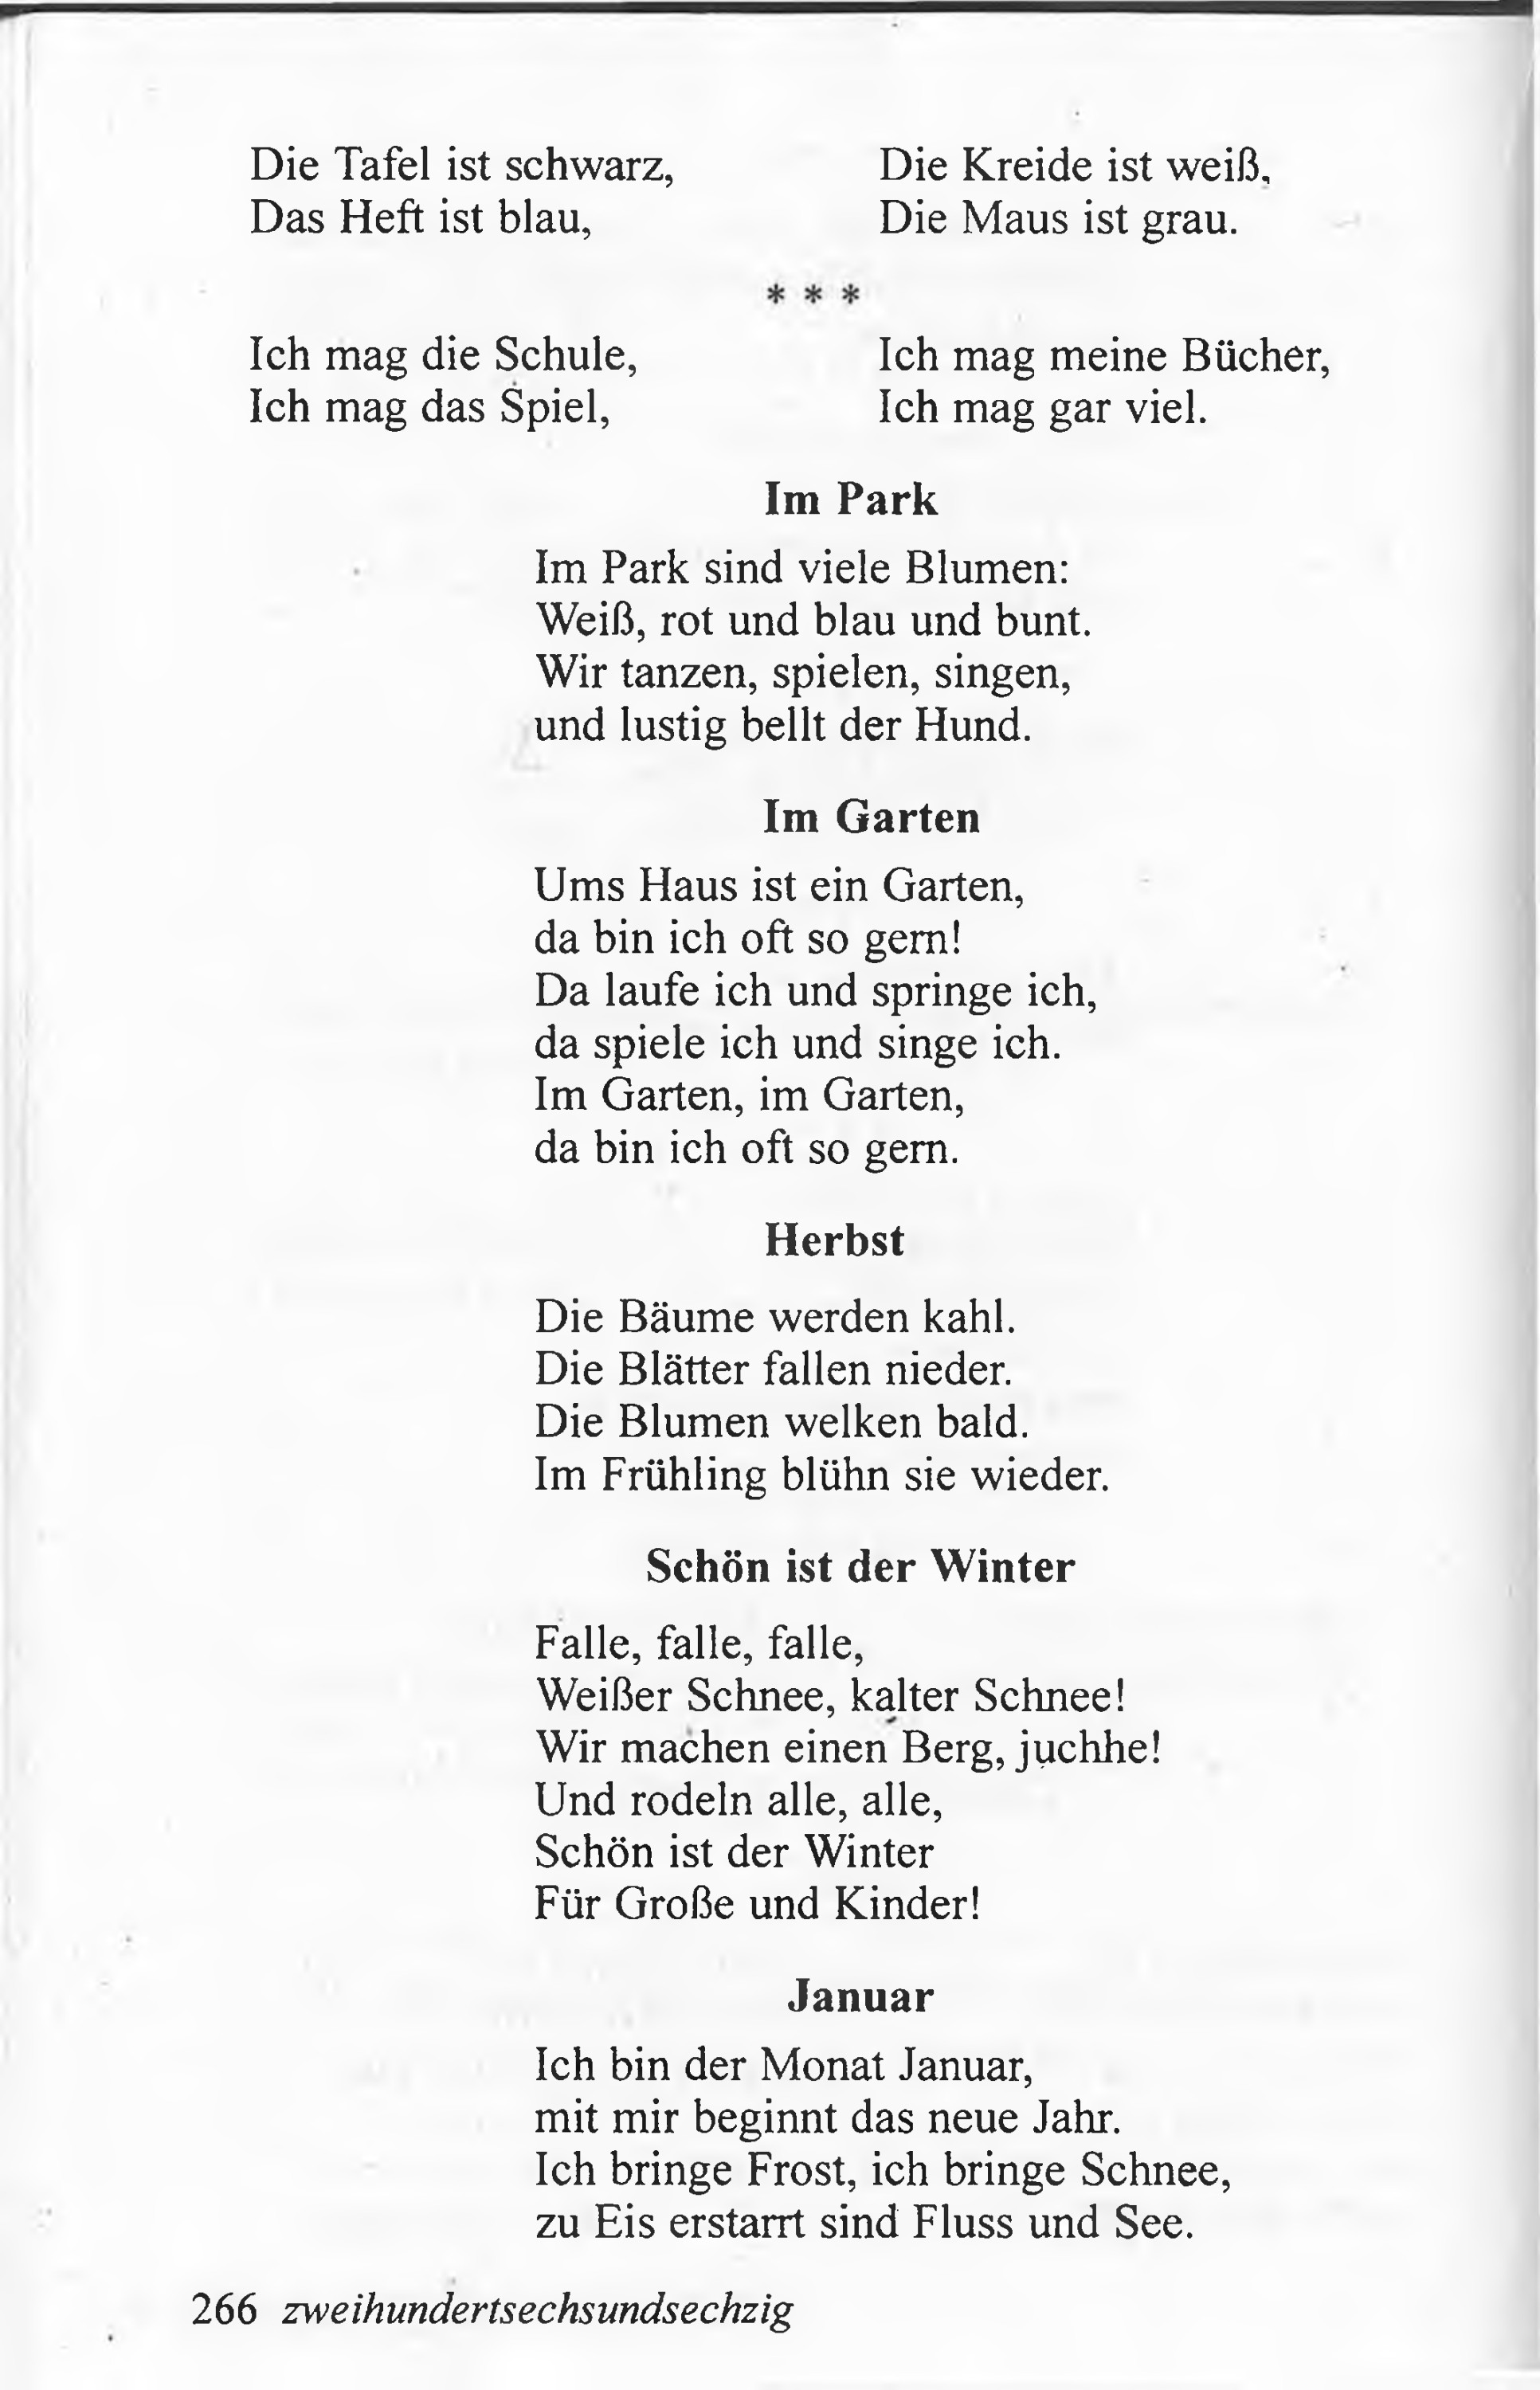 Die Tafel ist schwarz,
Das Heft ist blau,
Die Kreide ist weiß,
Die Maus ist grau.
* * *
Ich mag die Schule,
Ich mag das Spiel,
Ich mag meine Bücher,
Ich mag gar viel.
Im Park
Im Park sind viele Blumen:
Weiß, rot und blau und bunt.
Wir tanzen, spielen, singen,
und lustig bellt der Hund.
Im Garten
Ums Haus ist ein Garten,
da bin ich oft so gern!
Da laufe ich und springe ich,
da spiele ich und singe ich.
Im Garten, im Garten,
da bin ich oft so gern.
Herbst
Die Bäume werden kahl.
Die Blätter fallen nieder.
Die Blumen welken bald.
Im Frühling blühn sie wieder.
Schön ist der Winter
Falle, falle, falle,
Weißer Schnee, kalter Schnee!
Wir machen einen Berg, juchhe!
Und rodeln alle, alle,
Schön ist der Winter
Für Große und Kinder!
Januar
Ich bin der Monat Januar,
mit mir beginnt das neue Jahr.
Ich bringe Frost, ich bringe Schnee,
zu Eis erstarrt sind Fluss und See.
266 zweihundertsechsundsechzig